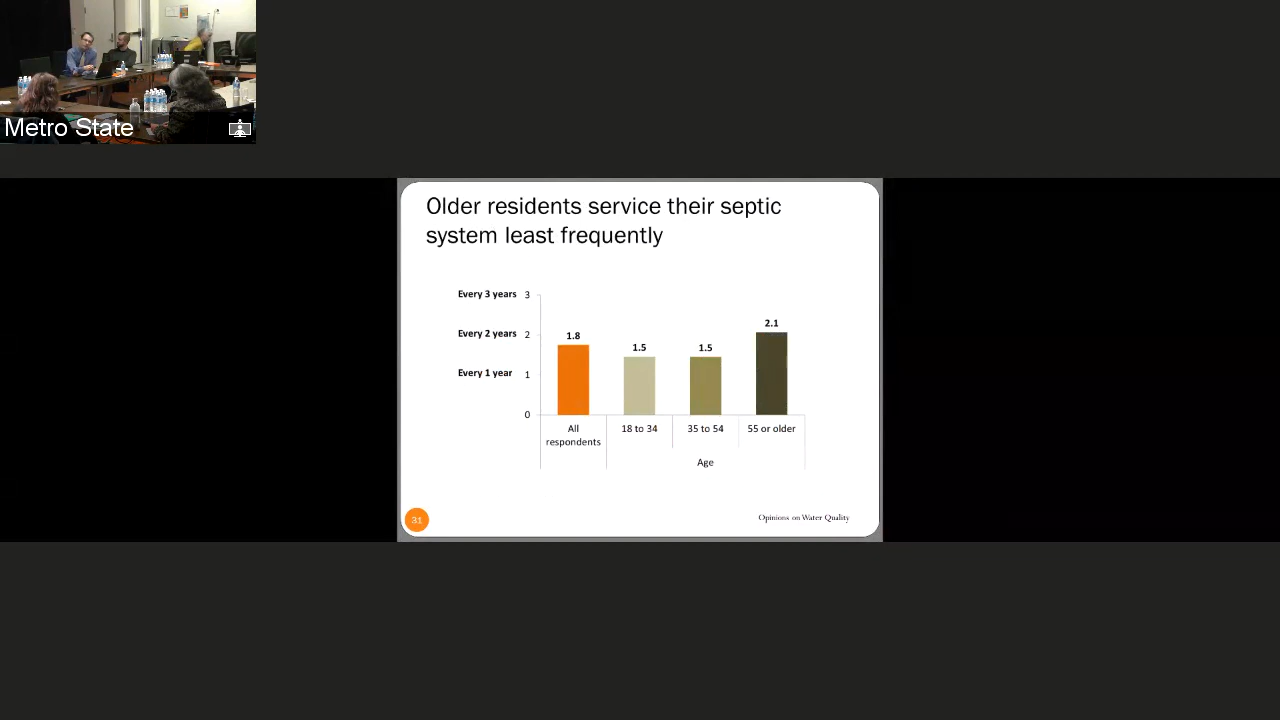 Metro State
Older residents service their septic
system least frequently
Every 3 years 3
Every 2 years 2
Every 1 year 1
0
1.8
1.5
1.5
2.1
All
respondents
18 to 34
35 to 54
55 or older
Age
31
Opinions on Water Quality